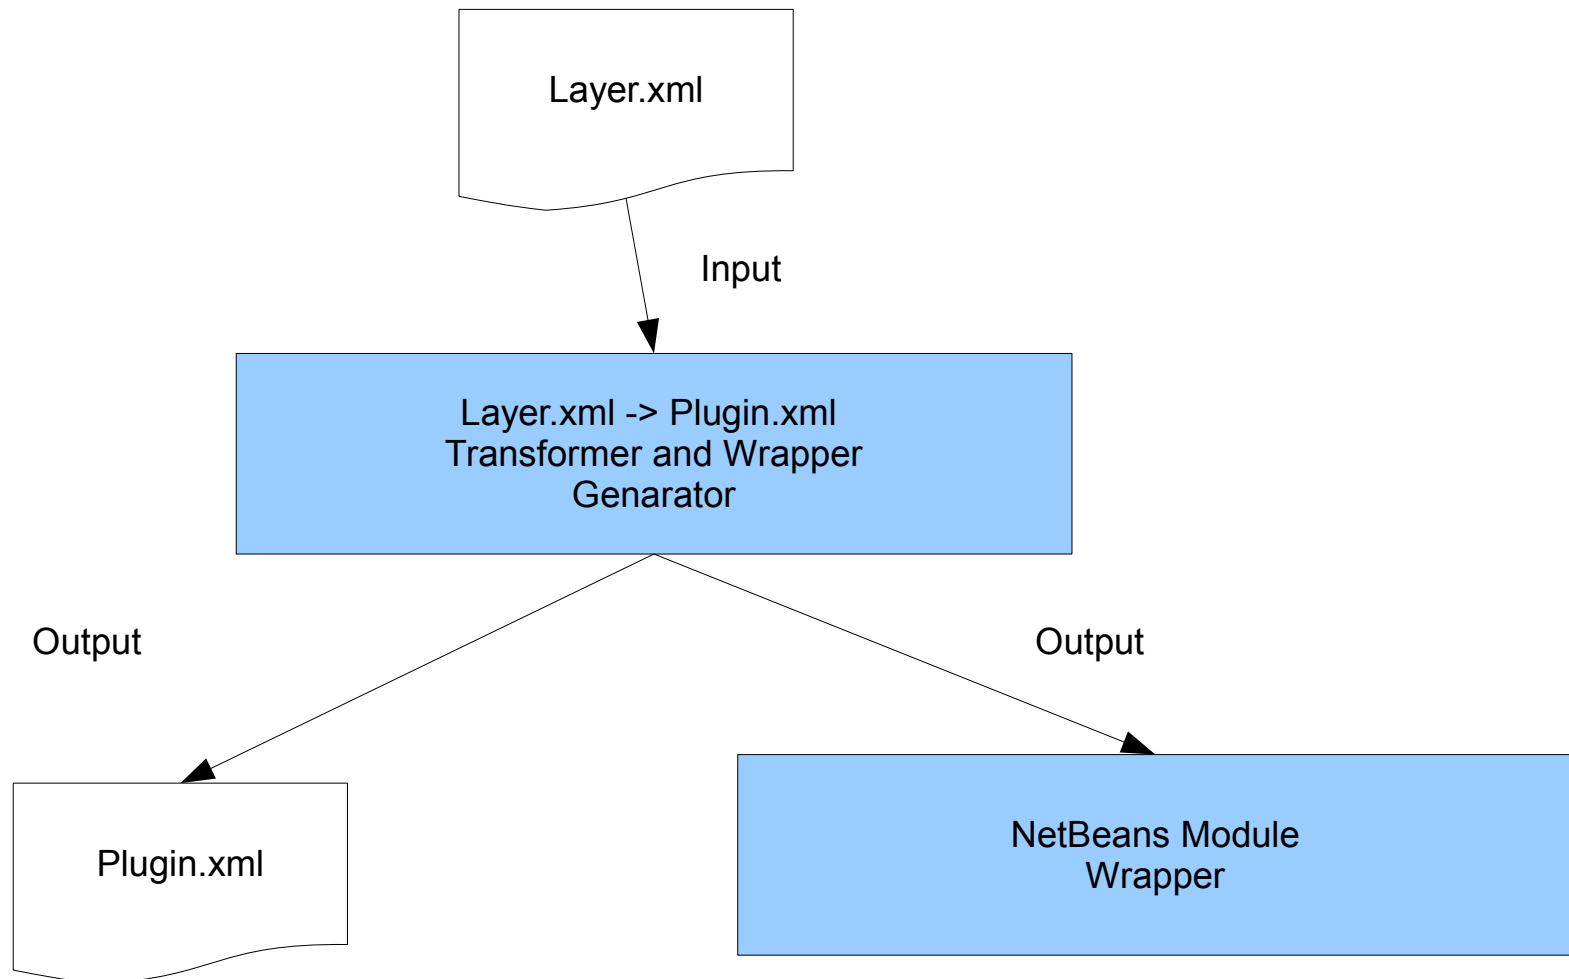 Layer.xml
Input
Layer.xml -> Plugin.xml
Transformer and Wrapper
Genarator
Output
Output
NetBeans Module
Wrapper
Plugin.xml